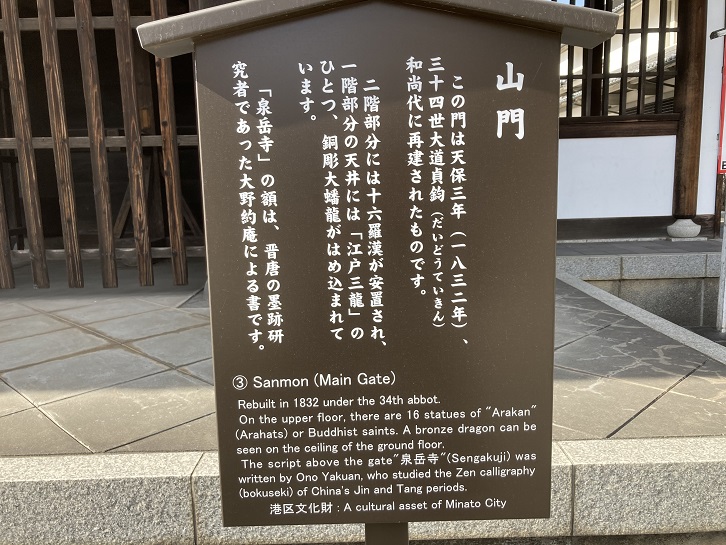 山門
この門は天保三年（一八三二年）、
三十四世大道貞鈞（だいどうていきん）
和尚代に再建されたものです。
二階部分には十六羅漢が安置され、
一階部分の天井には「江戸三龍」の
ひとつ、銅彫大蟠龍がはめ込まれて
います。
「泉岳寺」の額は、晋唐の墨跡研
究者であった大野約庵による書です。
③ Sanmon (Main Gate)
Rebuilt in 1832 under the 34th abbot.
On the upper floor, there are 16 statues of "Arakan"
(Arahats) or Buddhist saints. A bronze dragon can be
seen on the ceiling of the ground floor.
The script above the gate"泉岳寺"(Sengakuji) was
written by Ono Yakuan, who studied the Zen calligraphy
(bokuseki) of China's Jin and Tang periods.
港区文化財 : A cultural asset of Minato City